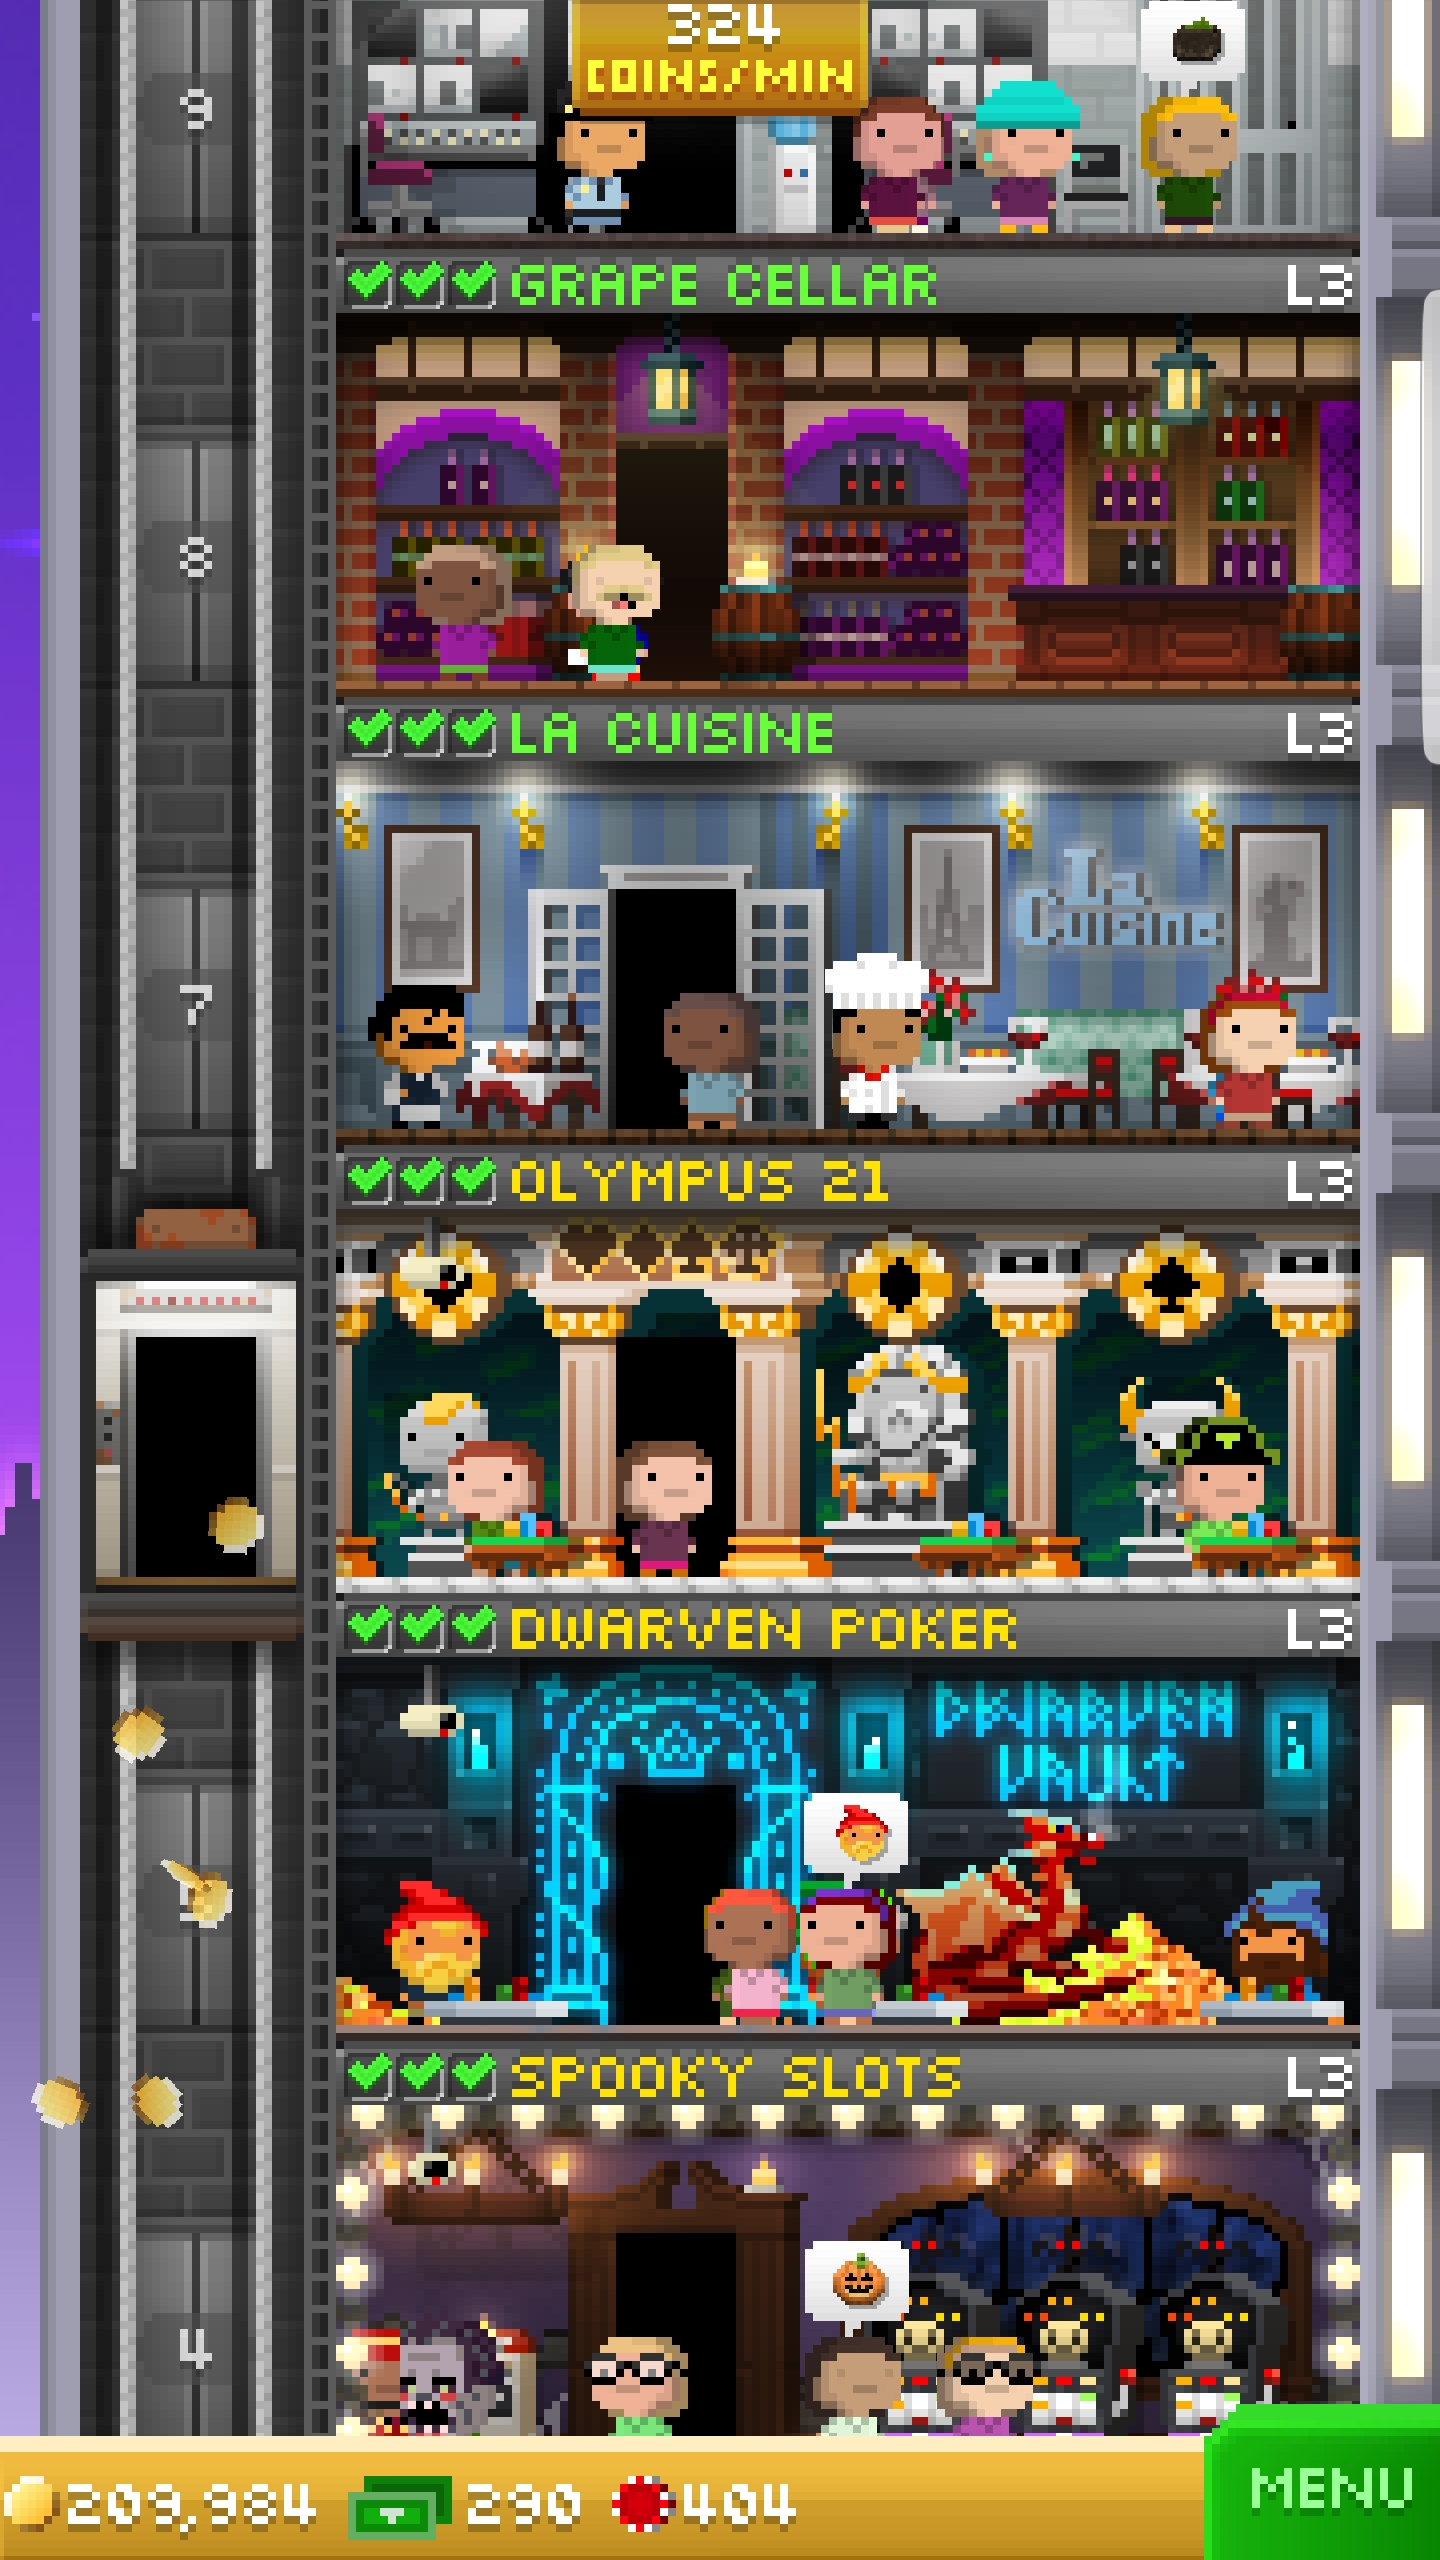 324
COINS/MIN
9
GRAPE CELLAR L3
8
LA CUISINE L3
7
La
Cuisine
OLYMPUS 21 L3
DWARVEN POKER L3
DWARVEN
VAULT
SPOOKY SLOTS L3
4
209,984 290 404
MENU